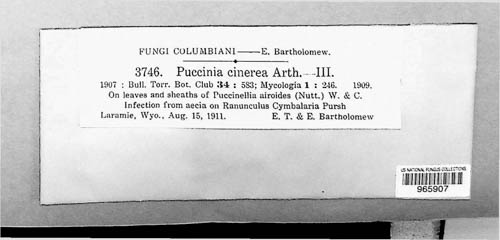 FUNGI COLUMBIANI—E. Bartholomew.
3746. Puccinia cinerea Arth.—III.
1907 : Bull. Torr. Bot. Club 34 : 583; Mycologia 1 : 246. 1909.
On leaves and sheaths of Puccinellia airoides (Nutt.) W. & C.
Infection from aecia on Ranunculus Cymbalaria Pursh
Laramie, Wyo., Aug. 15, 1911. E. T. & E. Bartholomew
US NATIONAL FUNGUS COLLECTIONS
965907